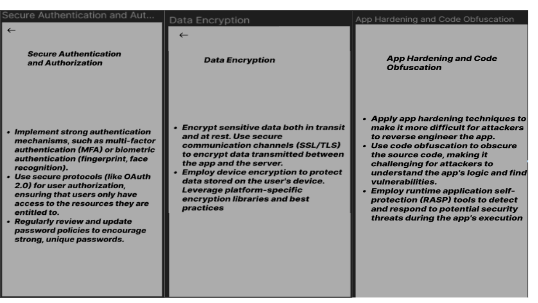 Secure Authentication and Aut...
←
Secure Authentication
and Authorization
• Implement strong authentication
mechanisms, such as multi-factor
authentication (MFA) or biometric
authentication (fingerprint, face
recognition).
• Use secure protocols (like OAuth
2.0) for user authorization,
ensuring that users only have
access to the resources they are
entitled to.
• Regularly review and update
password policies to encourage
strong, unique passwords.
Data Encryption
←
Data Encryption
• Encrypt sensitive data both in transit
and at rest. Use secure
communication channels (SSL/TLS)
to encrypt data transmitted between
the app and the server.
• Employ device encryption to protect
data stored on the user's device.
Leverage platform-specific
encryption libraries and best
practices
App Hardening and Code Obfuscation
App Hardening and Code
Obfuscation
• Apply app hardening techniques to
make it more difficult for attackers
to reverse engineer the app.
• Use code obfuscation to obscure
the source code, making it
challenging for attackers to
understand the app's logic and find
vulnerabilities.
• Employ runtime application self-
protection (RASP) tools to detect
and respond to potential security
threats during the app's execution